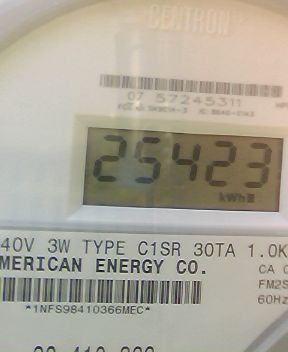 CENTRON
07 57245311
25423
kWh
40V 3W TYPE C1SR 30TA 1.0K
MERICAN ENERGY CO.
CA
FM2S
60Hz
*1NFS98410366MEC*